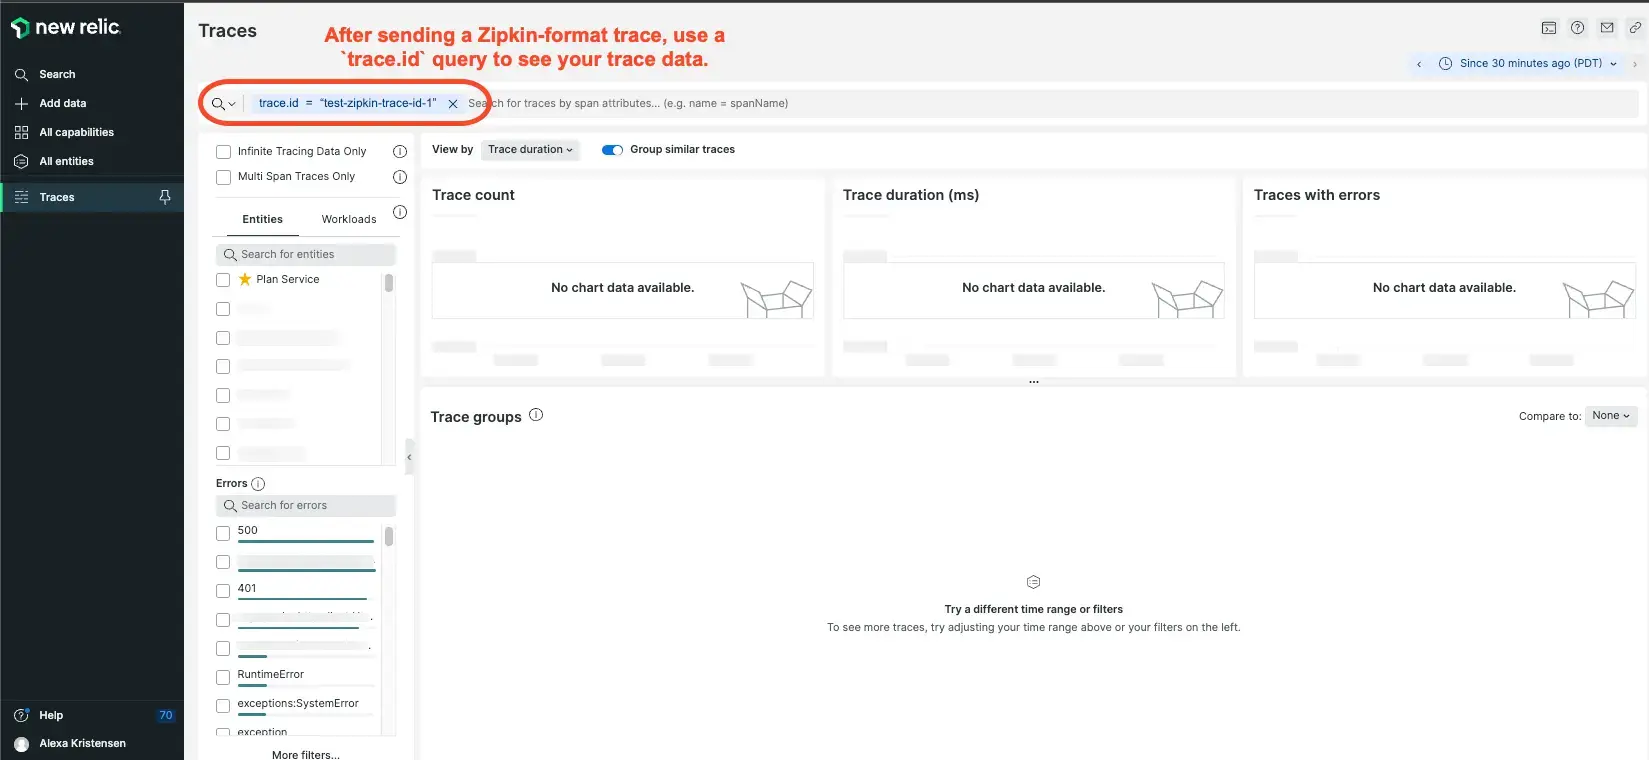 new relic.
Search
Add data
All capabilities
All entities
Traces
Help 70
Alexa Kristensen
Traces
After sending a Zipkin-format trace, use a
`trace.id` query to see your trace data.
Since 30 minutes ago (PDT)
trace.id = "test-zipkin-trace-id-1" Search for traces by span attributes... (e.g. name = spanName)
Infinite Tracing Data Only
Multi Span Traces Only
Entities Workloads
Search for entities
Plan Service
Errors
Search for errors
500
401
RuntimeError
exceptions:SystemError
exception
More filters...
View by Trace duration Group similar traces
Trace count
No chart data available.
Trace duration (ms)
No chart data available.
Traces with errors
No chart data available.
...
Trace groups
Compare to: None
Try a different time range or filters
To see more traces, try adjusting your time range above or your filters on the left.